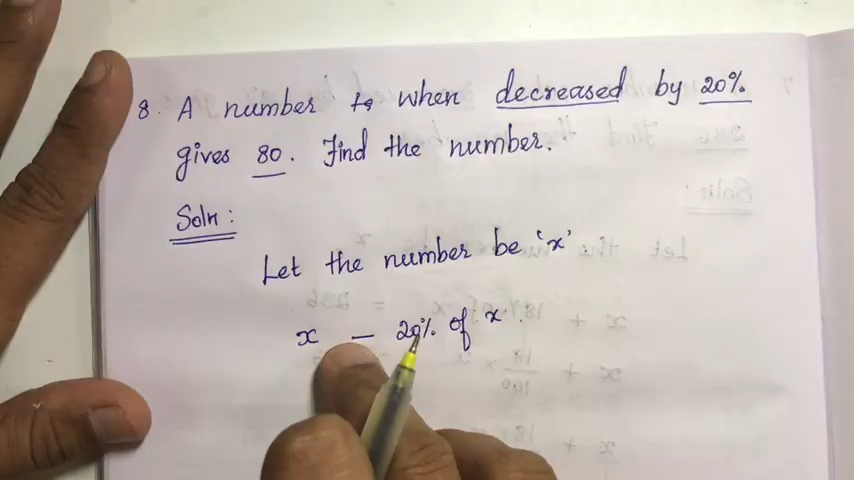 8. A number is when decreased by 20%
gives 80. Find the number.
Soln:
Let the number be 'x'
x - 20% of x